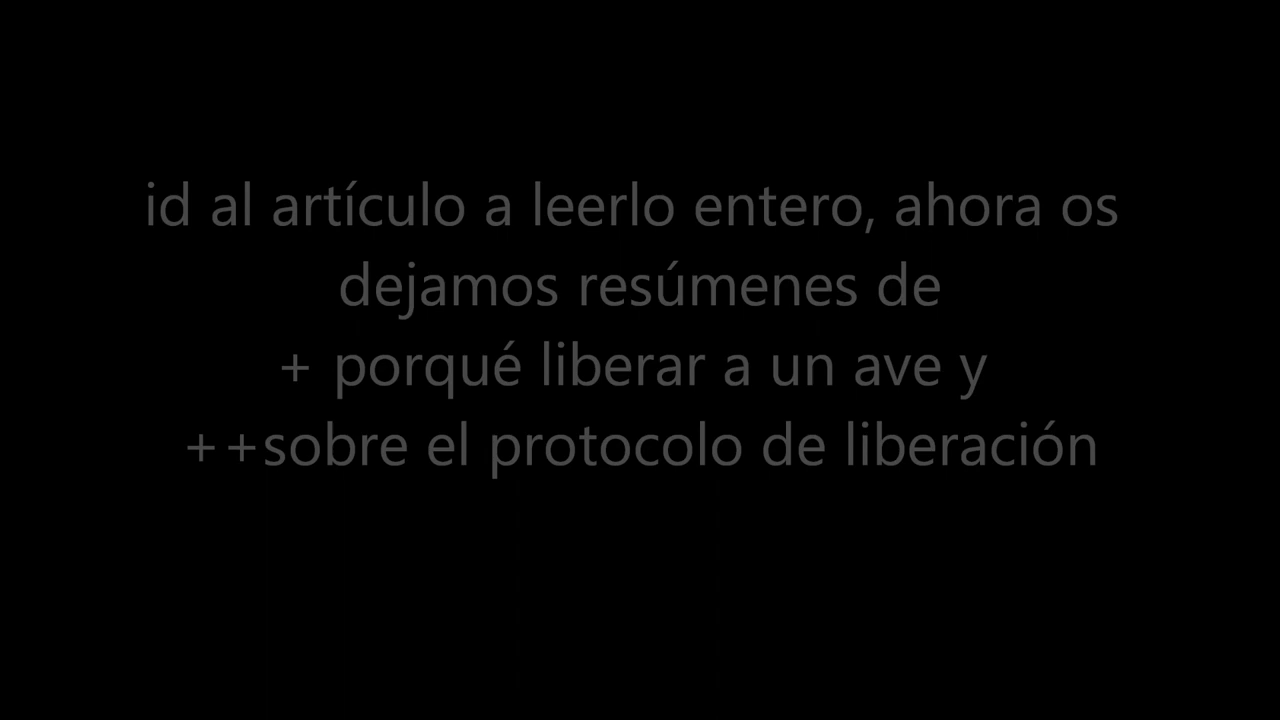 id al artículo a leerlo entero, ahora os
dejamos resúmenes de
+ porqué liberar a un ave y
++sobre el protocolo de liberación